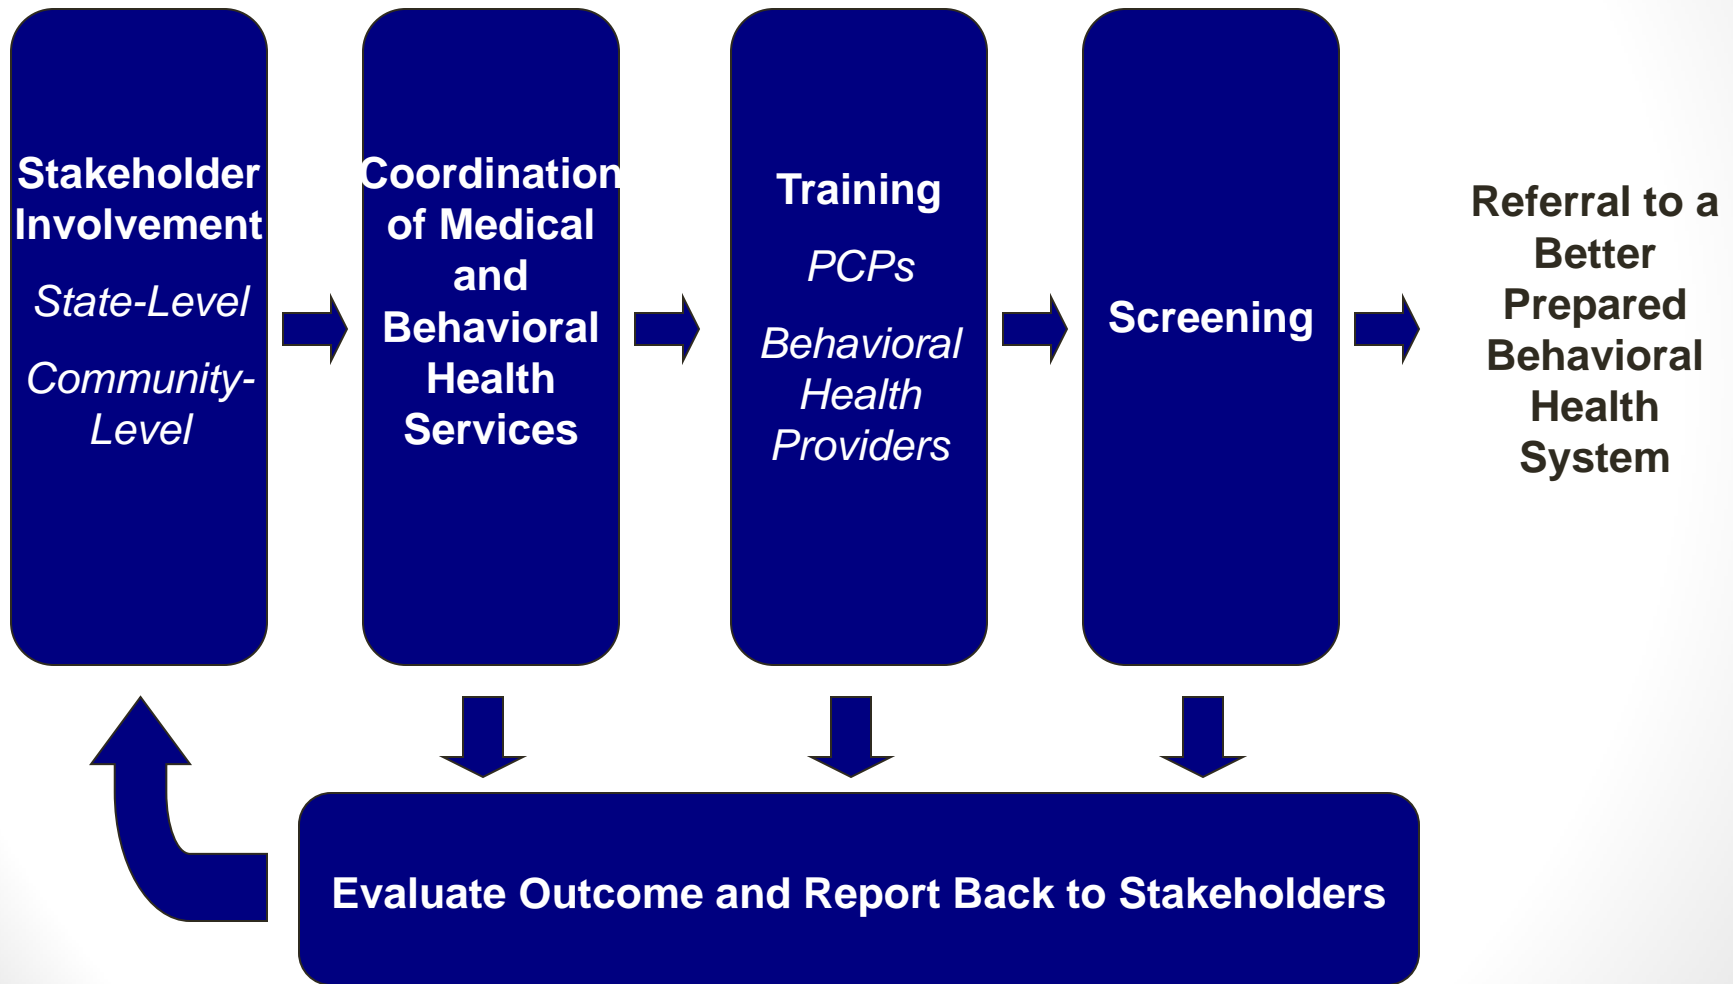 Stakeholder
Involvement
State-Level
Community-
Level
Coordination
of Medical
and
Behavioral
Health
Services
Training
PCPs
Behavioral
Health
Providers
Screening
Referral to a
Better
Prepared
Behavioral
Health
System
Evaluate Outcome and Report Back to Stakeholders